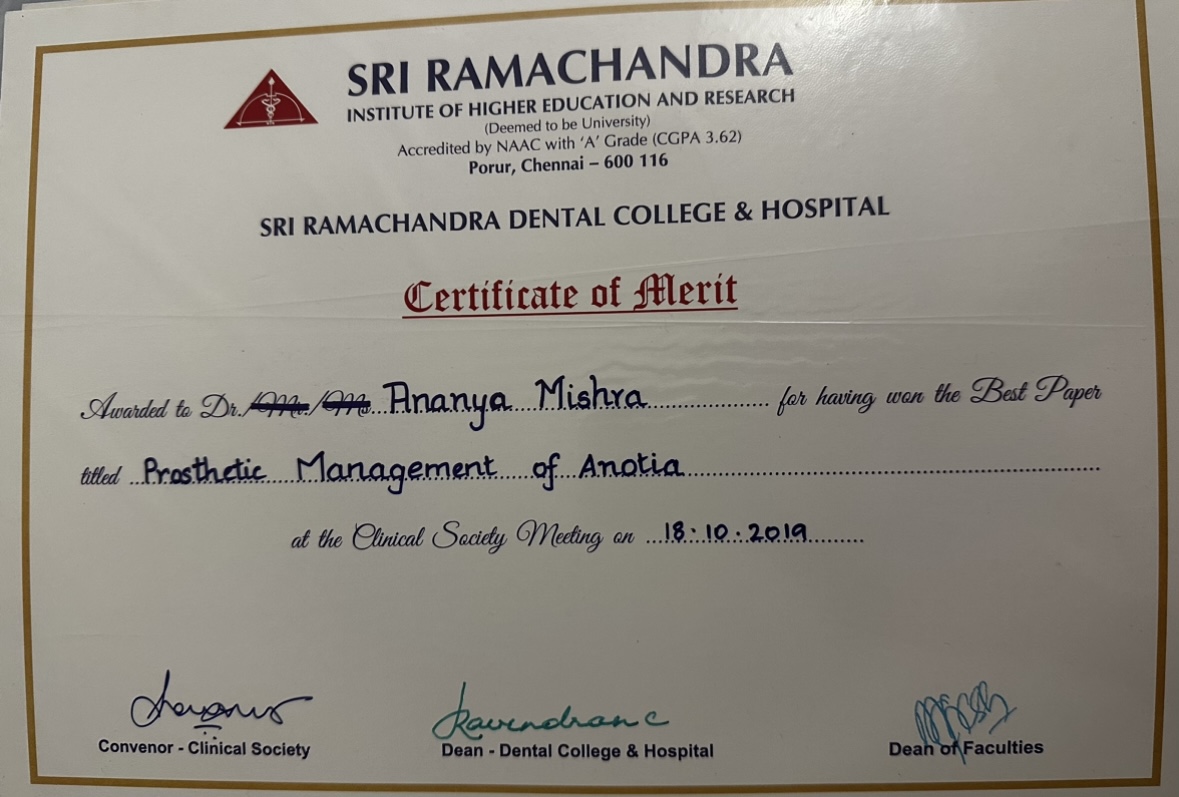 SRI RAMACHANDRA
INSTITUTE OF HIGHER EDUCATION AND RESEARCH
(Deemed to be University)
Accredited by NAAC with ‘A’ Grade (CGPA 3.62)
Porur, Chennai – 600 116
SRI RAMACHANDRA DENTAL COLLEGE & HOSPITAL
Certificate of Merit
Awarded to Dr./Mr./Ms. Ananya Mishra for having won the Best Paper
titled Prosthetic Management of Anotia
at the Clinical Society Meeting on 18.10.2019
Convenor - Clinical Society Dean - Dental College & Hospital Dean of Faculties